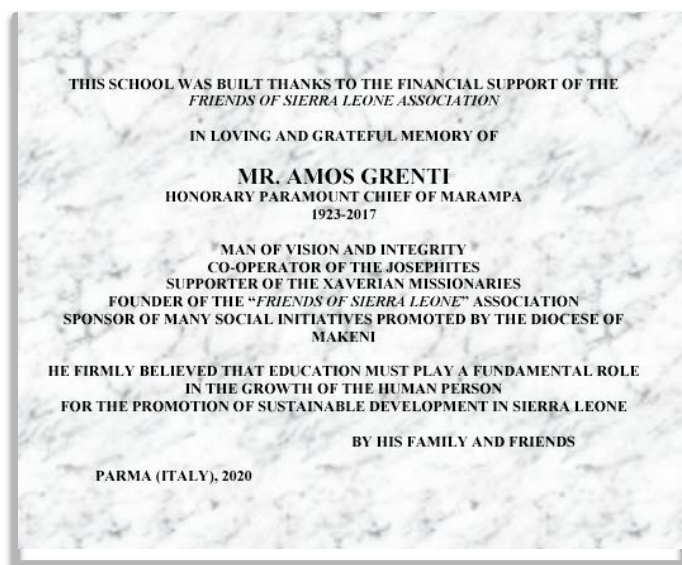 THIS SCHOOL WAS BUILT THANKS TO THE FINANCIAL SUPPORT OF THE
FRIENDS OF SIERRA LEONE ASSOCIATION
IN LOVING AND GRATEFUL MEMORY OF
MR. AMOS GRENTI
HONORARY PARAMOUNT CHIEF OF MARAMPA
1923-2017
MAN OF VISION AND INTEGRITY
CO-OPERATOR OF THE JOSEPHITES
SUPPORTER OF THE XAVERIAN MISSIONARIES
FOUNDER OF THE “FRIENDS OF SIERRA LEONE” ASSOCIATION
SPONSOR OF MANY SOCIAL INITIATIVES PROMOTED BY THE DIOCESE OF
MAKENI
HE FIRMLY BELIEVED THAT EDUCATION MUST PLAY A FUNDAMENTAL ROLE
IN THE GROWTH OF THE HUMAN PERSON
FOR THE PROMOTION OF SUSTAINABLE DEVELOPMENT IN SIERRA LEONE
BY HIS FAMILY AND FRIENDS
PARMA (ITALY), 2020